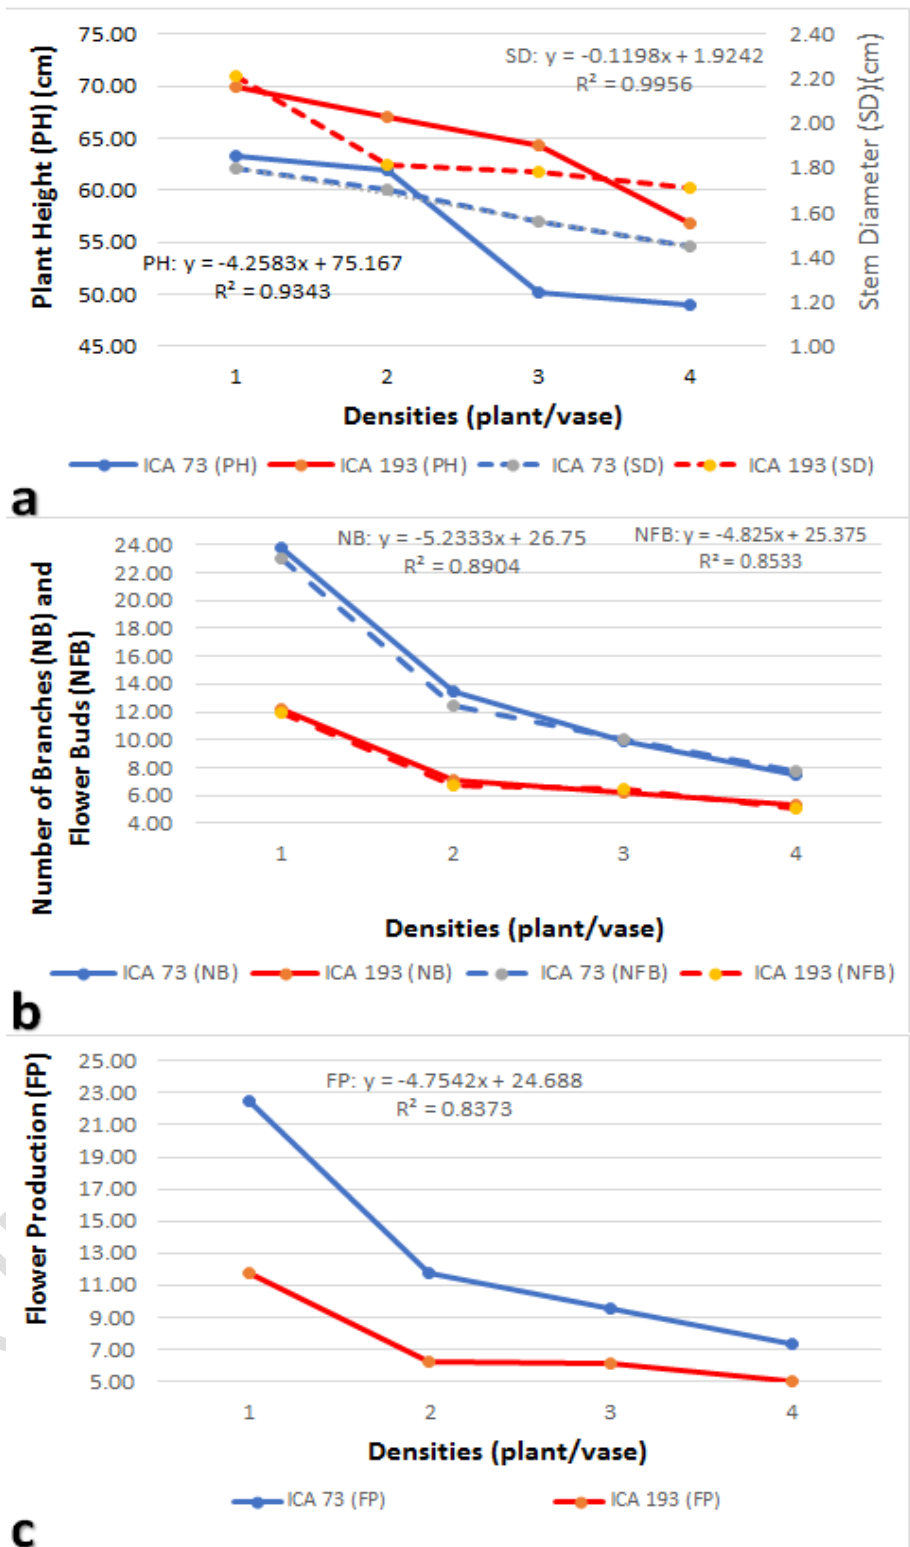 75.00
70.00
65.00
60.00
55.00
50.00
45.00
Plant Height (PH) (cm)
SD: y = -0.1198x + 1.9242
R² = 0.9956
PH: y = -4.2583x + 75.167
R² = 0.9343
2.40
2.20
2.00
1.80
1.60
1.40
1.20
1.00
Stem Diameter (SD)(cm)
1 2 3 4
Densities (plant/vase)
ICA 73 (PH) ICA 193 (PH) ICA 73 (SD) ICA 193 (SD)
a
Number of Branches (NB) and
Flower Buds (NFB)
24.00
22.00
20.00
18.00
16.00
14.00
12.00
10.00
8.00
6.00
4.00
NB: y = -5.2333x + 26.75
R² = 0.8904
NFB: y = -4.825x + 25.375
R² = 0.8533
1 2 3 4
Densities (plant/vase)
ICA 73 (NB) ICA 193 (NB) ICA 73 (NFB) ICA 193 (NFB)
b
Flower Production (FP)
25.00
23.00
21.00
19.00
17.00
15.00
13.00
11.00
9.00
7.00
5.00
FP: y = -4.7542x + 24.688
R² = 0.8373
1 2 3 4
Densities (plant/vase)
ICA 73 (FP) ICA 193 (FP)
c